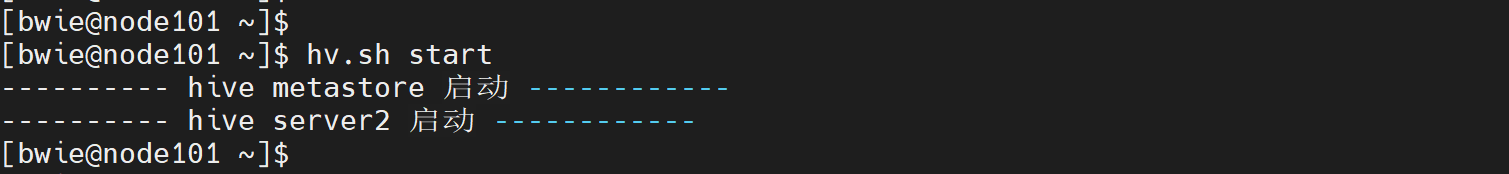 [bwie@node101 ~]$
[bwie@node101 ~]$ hv.sh start
---------- hive metastore 启动 ------------
---------- hive server2 启动 ------------
[bwie@node101 ~]$